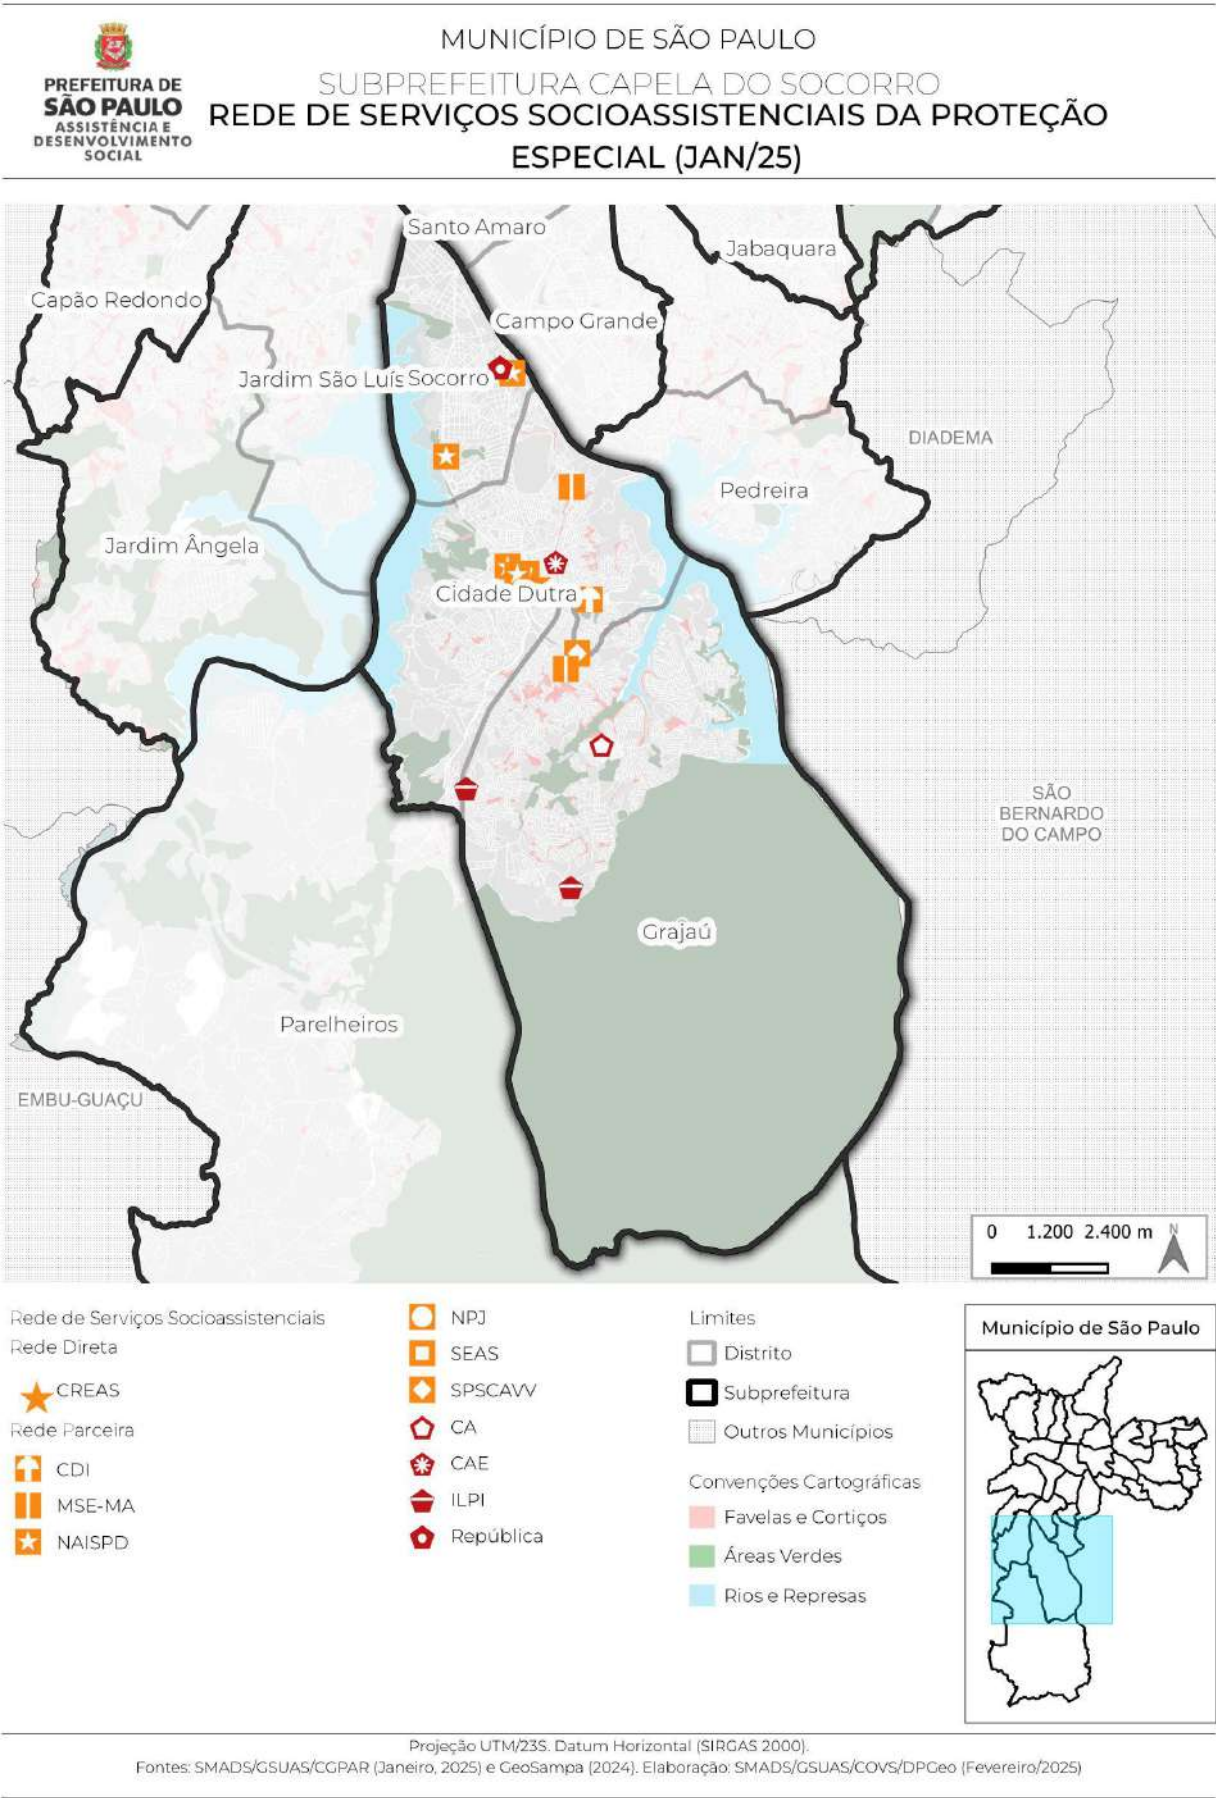 PREFEITURA DE
SÃO PAULO
ASSISTÊNCIA E
DESENVOLVIMENTO
SOCIAL
MUNICÍPIO DE SÃO PAULO
SUBPREFEITURA CAPELA DO SOCORRO
REDE DE SERVIÇOS SOCIOASSISTENCIAIS DA PROTEÇÃO
ESPECIAL (JAN/25)
Santo Amaro
Jabaquara
Capão Redondo
Campo Grande
Jardim São Luís
Socorro
DIADEMA
Pedreira
Jardim Ângela
Cidade Dutra
SÃO
BERNARDO
DO CAMPO
Grajaú
Parelheiros
EMBU-GUAÇU
0 1.200 2.400 m
N
Rede de Serviços Socioassistenciais
Rede Direta
CREAS
Rede Parceira
CDI
MSE-MA
NAISPD
NPJ
SEAS
SPSCAVV
CA
CAE
ILPI
República
Limites
Distrito
Subprefeitura
Outros Municípios
Convenções Cartográficas
Favelas e Cortiços
Áreas Verdes
Rios e Represas
Município de São Paulo
Projeção UTM/23S. Datum Horizontal (SIRGAS 2000).
Fontes: SMADS/GSUAS/CGPAR (Janeiro, 2025) e GeoSampa (2024). Elaboração: SMADS/GSUAS/COVS/DPGeo (Fevereiro/2025)